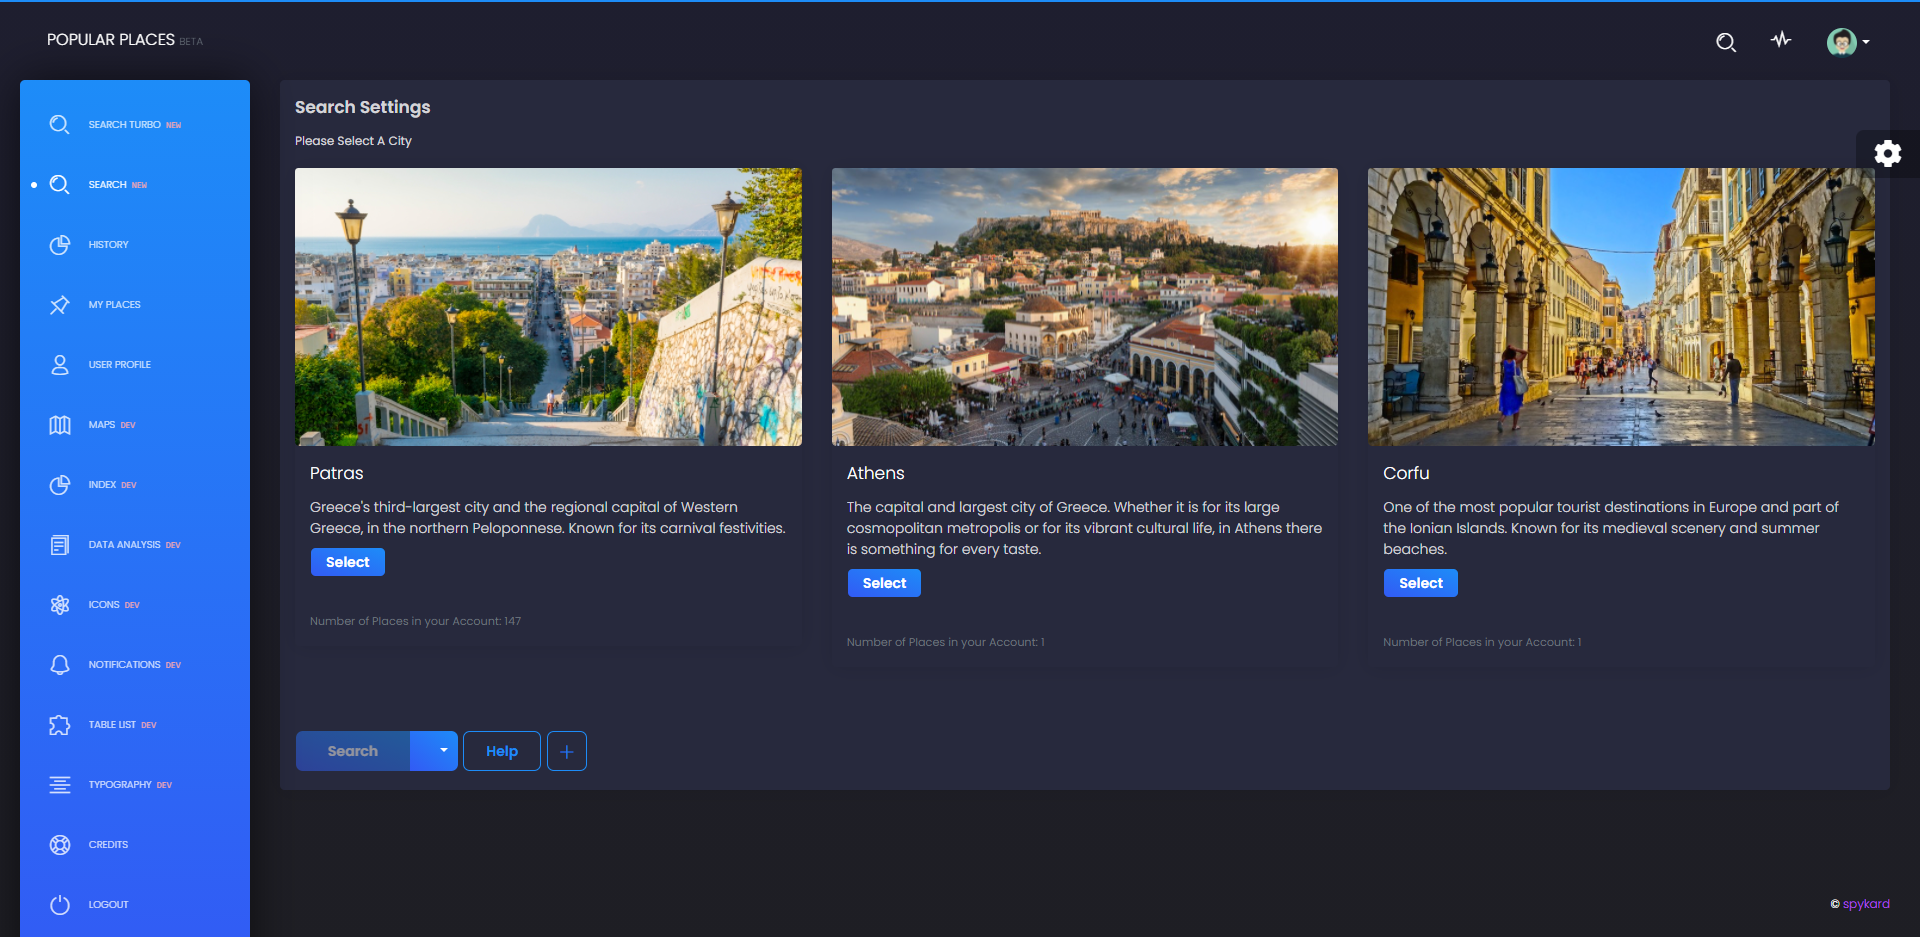 POPULAR PLACES BETA
SEARCH TURBO NEW
SEARCH NEW
HISTORY
MY PLACES
USER PROFILE
MAPS DEV
INDEX DEV
DATA ANALYSIS DEV
ICONS DEV
NOTIFICATIONS DEV
TABLE LIST DEV
TYPOGRAPHY DEV
CREDITS
LOGOUT
Search Settings
Please Select A City
Patras
Greece's third-largest city and the regional capital of Western
Greece, in the northern Peloponnese. Known for its carnival festivities.
Select
Number of Places in your Account: 147
Athens
The capital and largest city of Greece. Whether it is for its large
cosmopolitan metropolis or for its vibrant cultural life, in Athens there
is something for every taste.
Select
Number of Places in your Account: 1
Corfu
One of the most popular tourist destinations in Europe and part of
the Ionian Islands. Known for its medieval scenery and summer
beaches.
Select
Number of Places in your Account: 1
Search
Help
+
© spykard